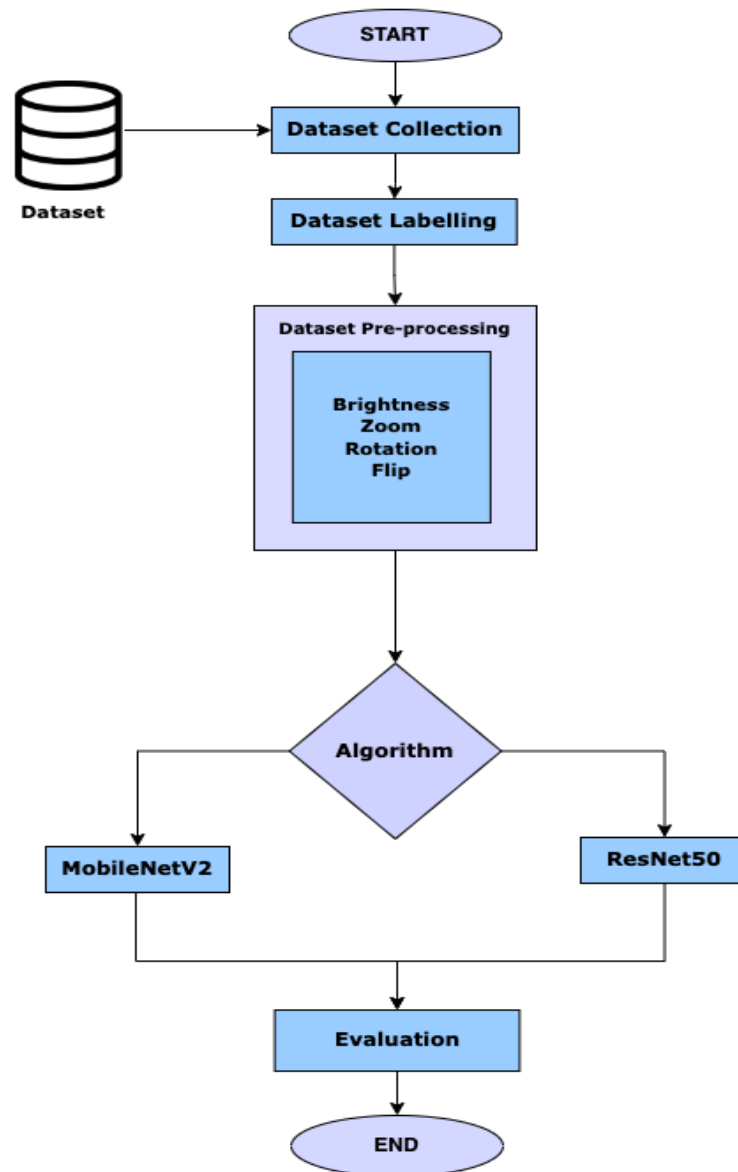 START
Dataset Collection
Dataset
Dataset Labelling
Dataset Pre-processing
Brightness
Zoom
Rotation
Flip
Algorithm
MobileNetV2
ResNet50
Evaluation
END